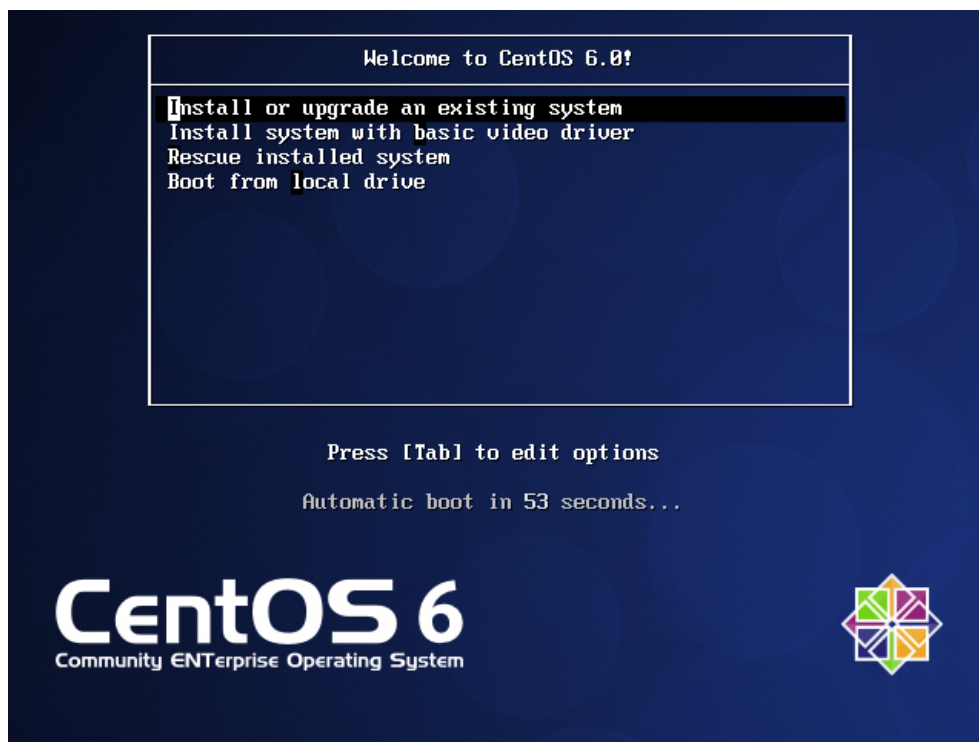 Welcome to CentOS 6.0!
Install or upgrade an existing system
Install system with basic video driver
Rescue installed system
Boot from local drive
Press [Tab] to edit options
Automatic boot in 53 seconds...
CentOS 6
Community ENTerprise Operating System